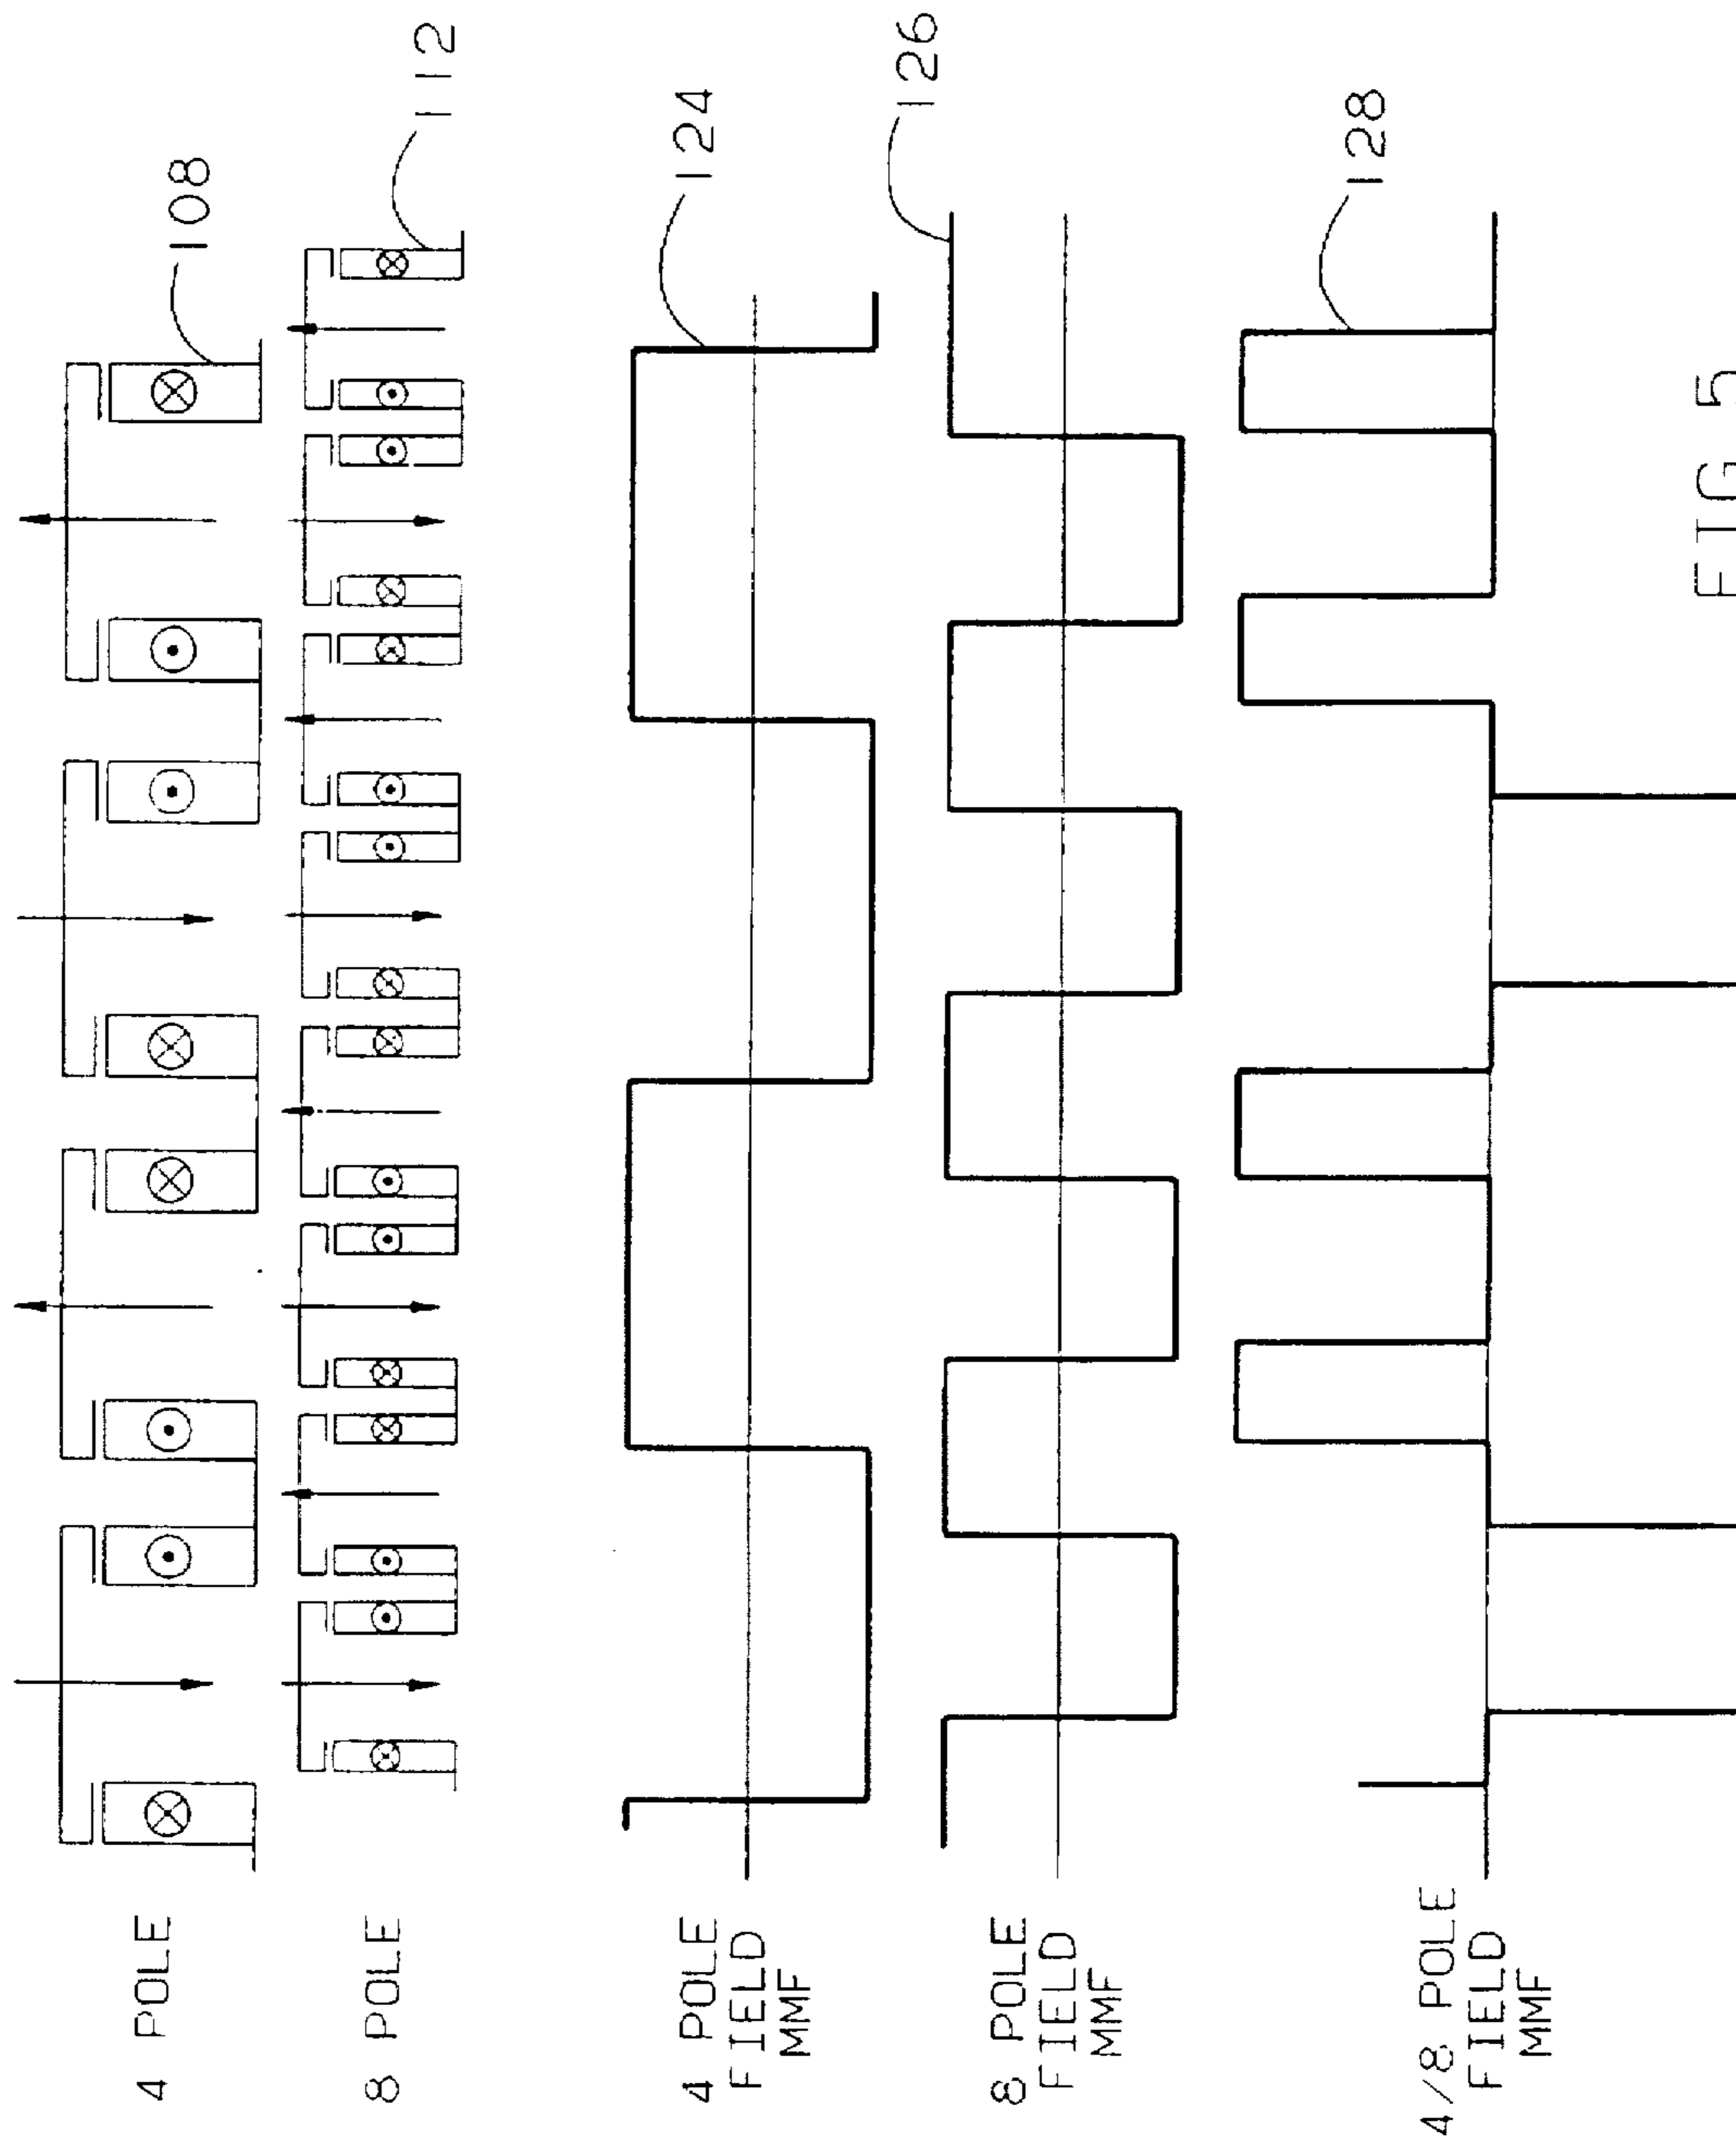 4 POLE
108
8 POLE
112
4 POLE
FIELD
MMF
124
8 POLE
FIELD
MMF
126
4/8 POLE
FIELD
MMF
128
FIG 5